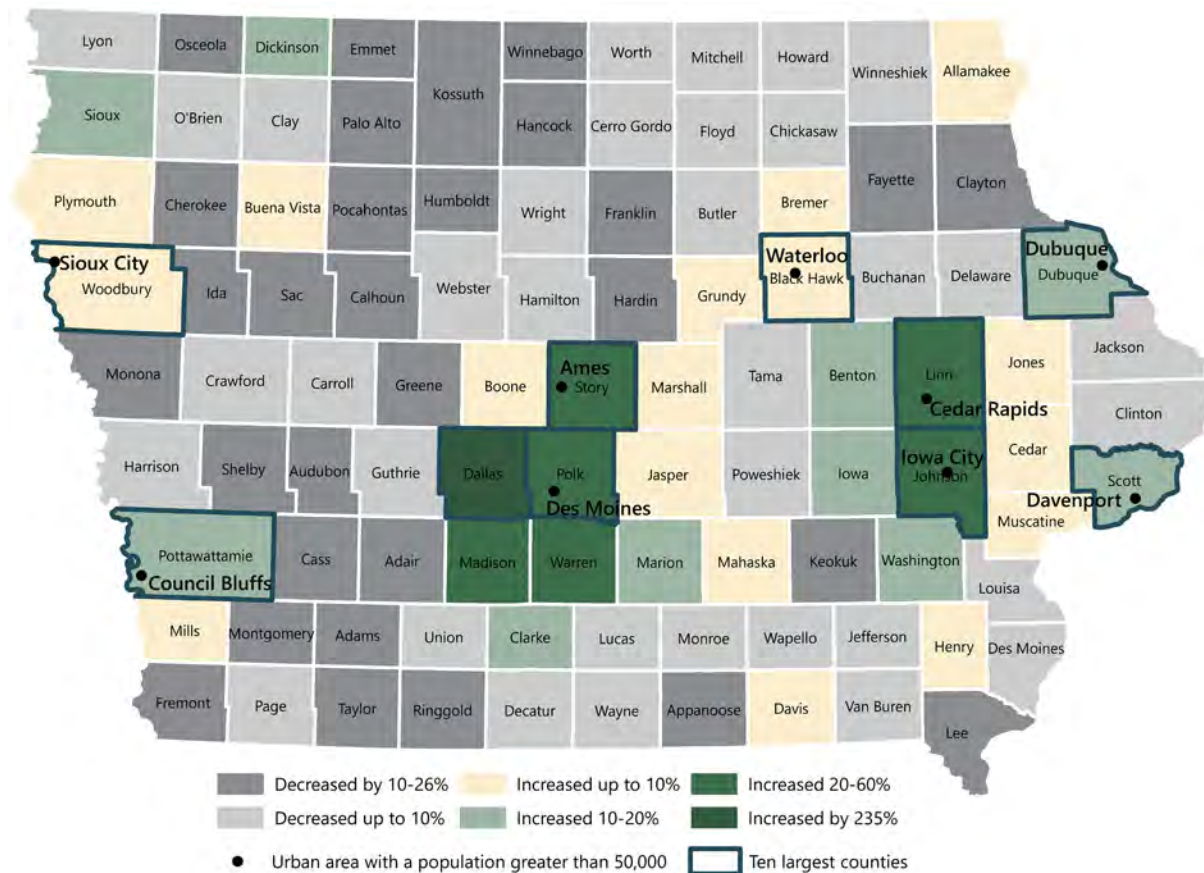 Lyon
Osceola
Dickinson
Emmet
Winnebago
Worth
Mitchell
Howard
Winneshiek
Allamakee
Kossuth
Sioux
O'Brien
Clay
Palo Alto
Hancock
Cerro Gordo
Floyd
Chickasaw
Fayette
Clayton
Plymouth
Cherokee
Buena Vista
Pocahontas
Humboldt
Wright
Franklin
Butler
Bremer
Sioux City
Woodbury
Ida
Sac
Calhoun
Webster
Hamilton
Hardin
Grundy
Waterloo
Black Hawk
Buchanan
Delaware
Dubuque
Dubuque
Monona
Crawford
Carroll
Greene
Boone
Ames
Story
Marshall
Tama
Benton
Linn
Cedar Rapids
Jones
Jackson
Clinton
Harrison
Shelby
Audubon
Guthrie
Dallas
Polk
Des Moines
Jasper
Poweshiek
Iowa
Iowa City
Johnson
Cedar
Scott
Davenport
Muscatine
Pottawattamie
Council Bluffs
Cass
Adair
Madison
Warren
Marion
Mahaska
Keokuk
Washington
Louisa
Mills
Montgomery
Adams
Union
Clarke
Lucas
Monroe
Wapello
Jefferson
Henry
Des Moines
Fremont
Page
Taylor
Ringgold
Decatur
Wayne
Appanoose
Davis
Van Buren
Lee
Decreased by 10-26%
Increased up to 10%
Increased 20-60%
Decreased up to 10%
Increased 10-20%
Increased by 235%
Urban area with a population greater than 50,000
Ten largest counties